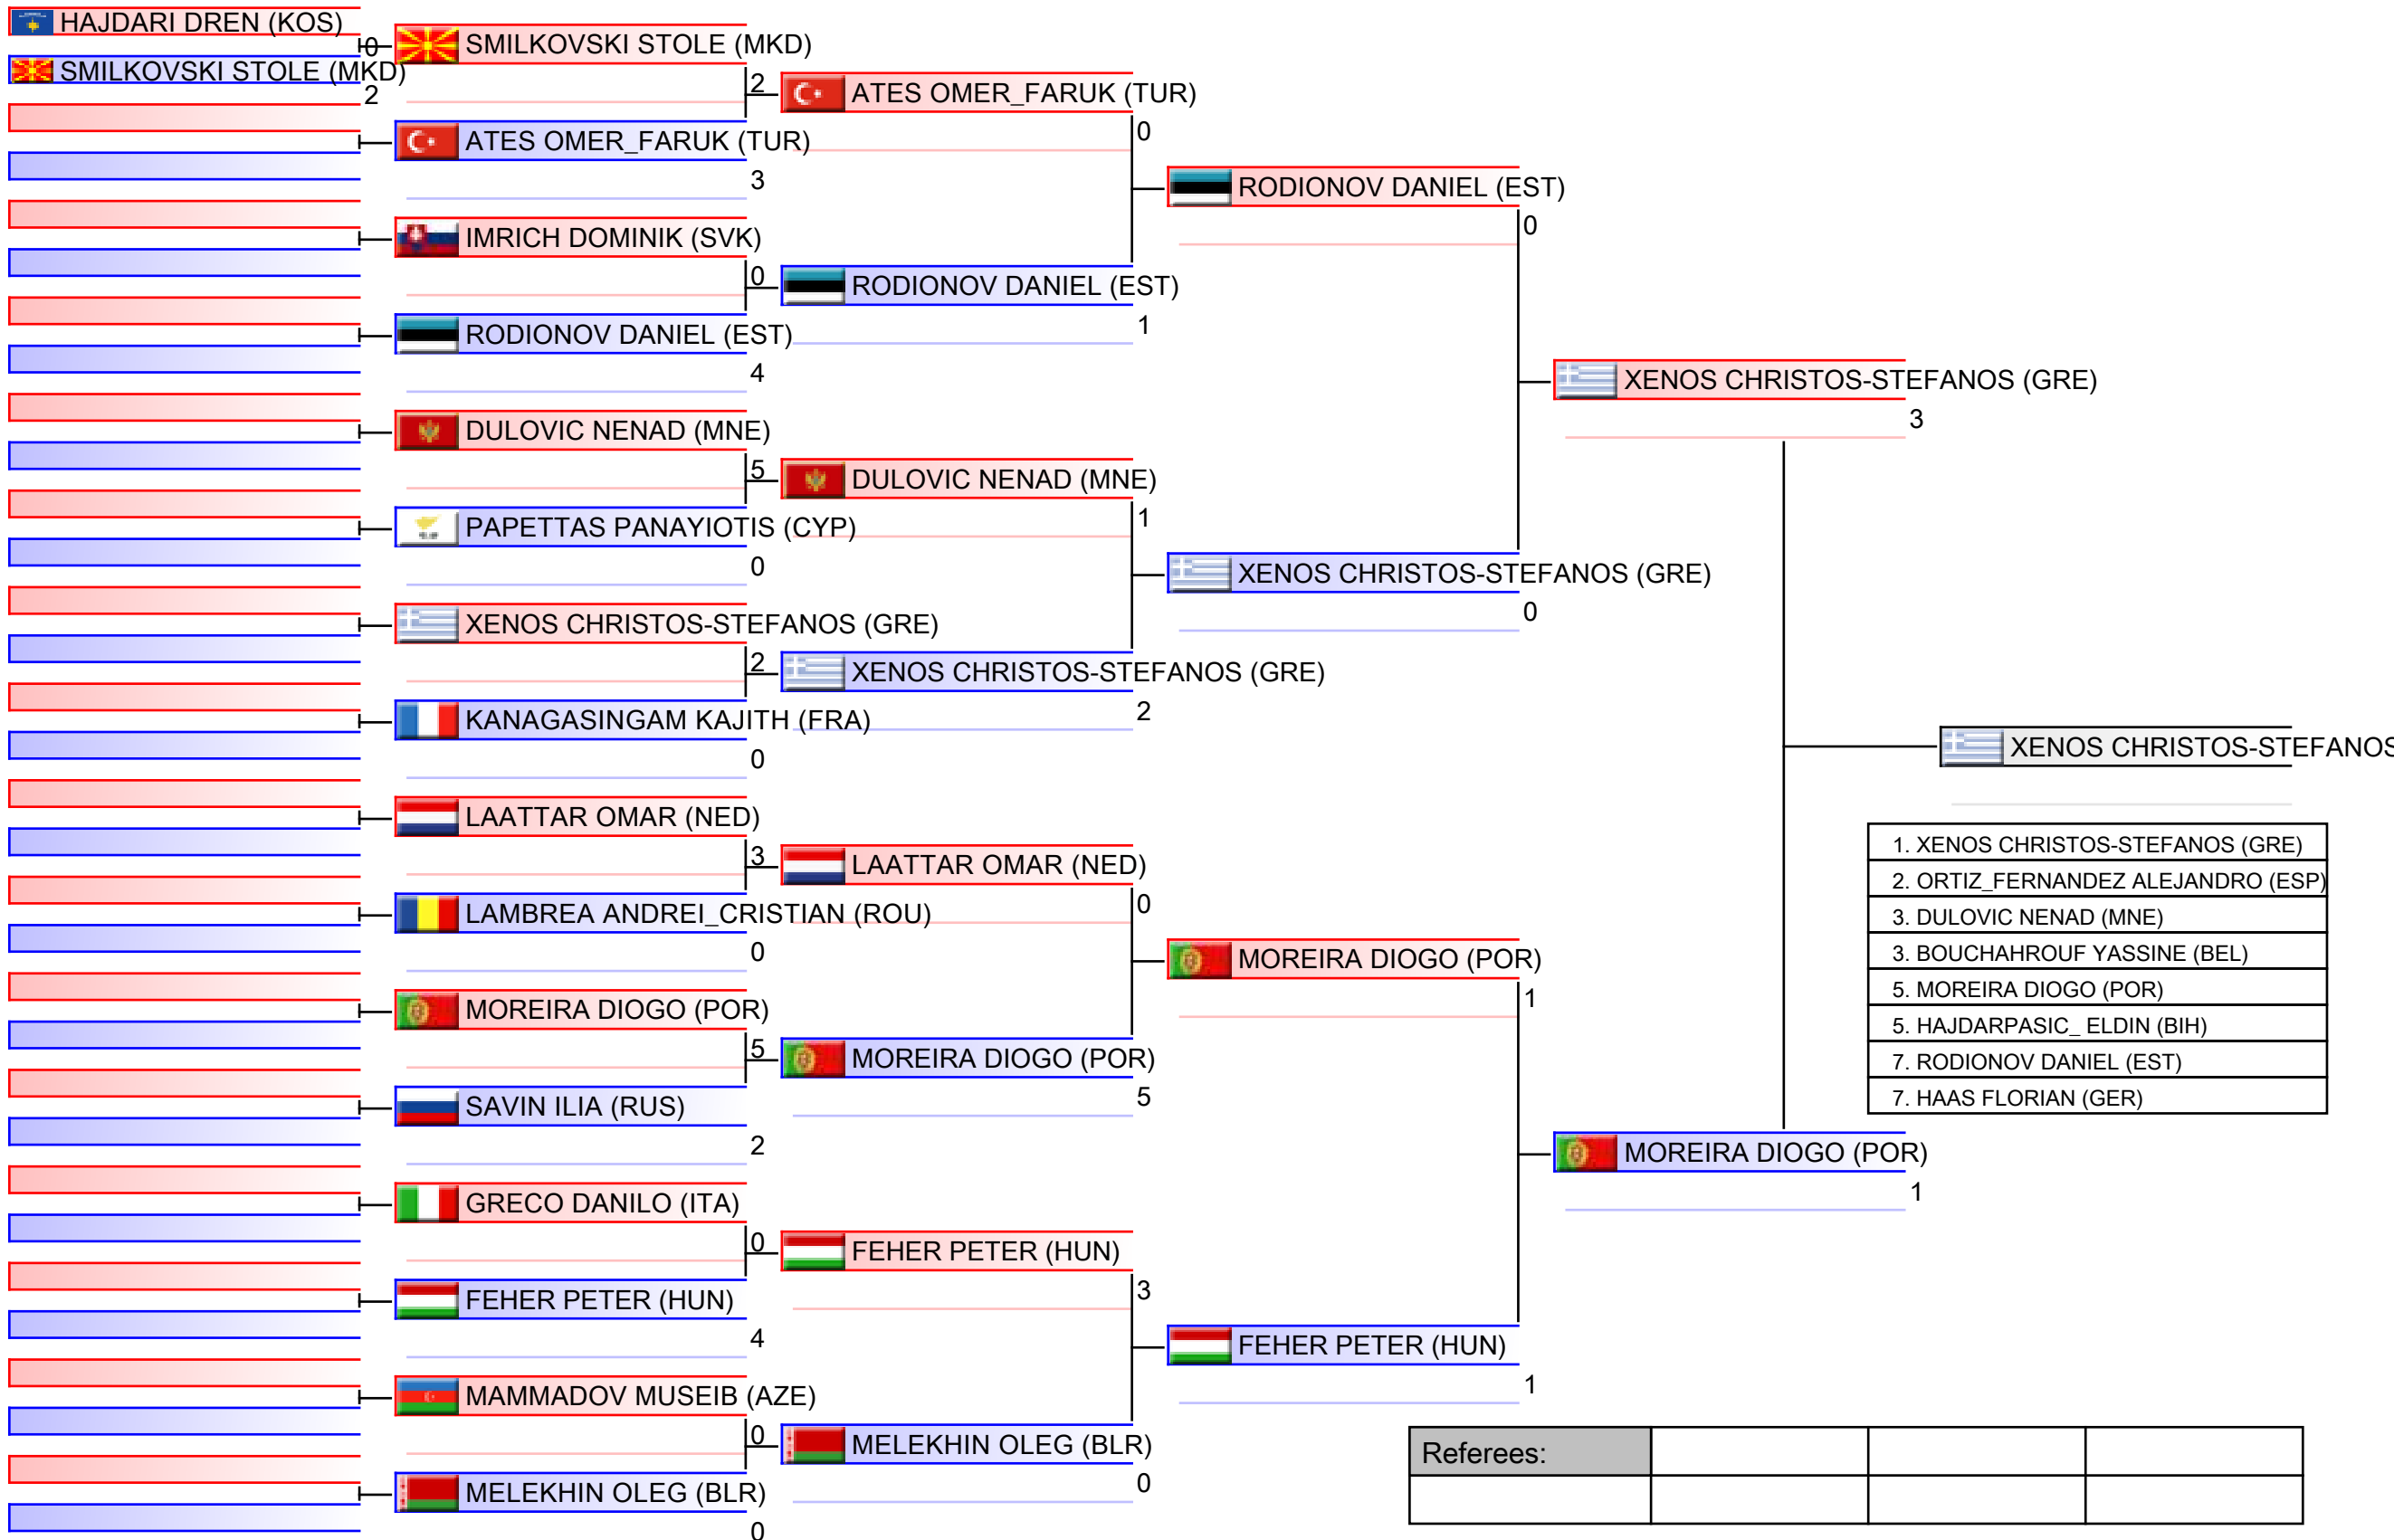 HAJDARI DREN (KOS)
0
SMILKOVSKI STOLE (MKD)
2
SMILKOVSKI STOLE (MKD)
2
ATES OMER_FARUK (TUR)
3
IMRICH DOMINIK (SVK)
0
RODIONOV DANIEL (EST)
4
DULOVIC NENAD (MNE)
5
PAPETTAS PANAYIOTIS (CYP)
0
XENOS CHRISTOS-STEFANOS (GRE)
2
KANAGASINGAM KAJITH (FRA)
0
LAATTAR OMAR (NED)
3
LAMBREA ANDREI_CRISTIAN (ROU)
0
MOREIRA DIOGO (POR)
5
SAVIN ILIA (RUS)
2
GRECO DANILO (ITA)
0
FEHER PETER (HUN)
4
MAMMADOV MUSEIB (AZE)
0
MELEKHIN OLEG (BLR)
0
ATES OMER_FARUK (TUR)
0
RODIONOV DANIEL (EST)
1
DULOVIC NENAD (MNE)
1
XENOS CHRISTOS-STEFANOS (GRE)
2
LAATTAR OMAR (NED)
0
MOREIRA DIOGO (POR)
5
FEHER PETER (HUN)
3
MELEKHIN OLEG (BLR)
0
RODIONOV DANIEL (EST)
0
XENOS CHRISTOS-STEFANOS (GRE)
0
MOREIRA DIOGO (POR)
1
FEHER PETER (HUN)
1
XENOS CHRISTOS-STEFANOS (GRE)
3
MOREIRA DIOGO (POR)
1
XENOS CHRISTOS-STEFANOS
1. XENOS CHRISTOS-STEFANOS (GRE)
2. ORTIZ_FERNANDEZ ALEJANDRO (ESP)
3. DULOVIC NENAD (MNE)
3. BOUCHAHROUF YASSINE (BEL)
5. MOREIRA DIOGO (POR)
5. HAJDARPASIC_ ELDIN (BIH)
7. RODIONOV DANIEL (EST)
7. HAAS FLORIAN (GER)
Referees: